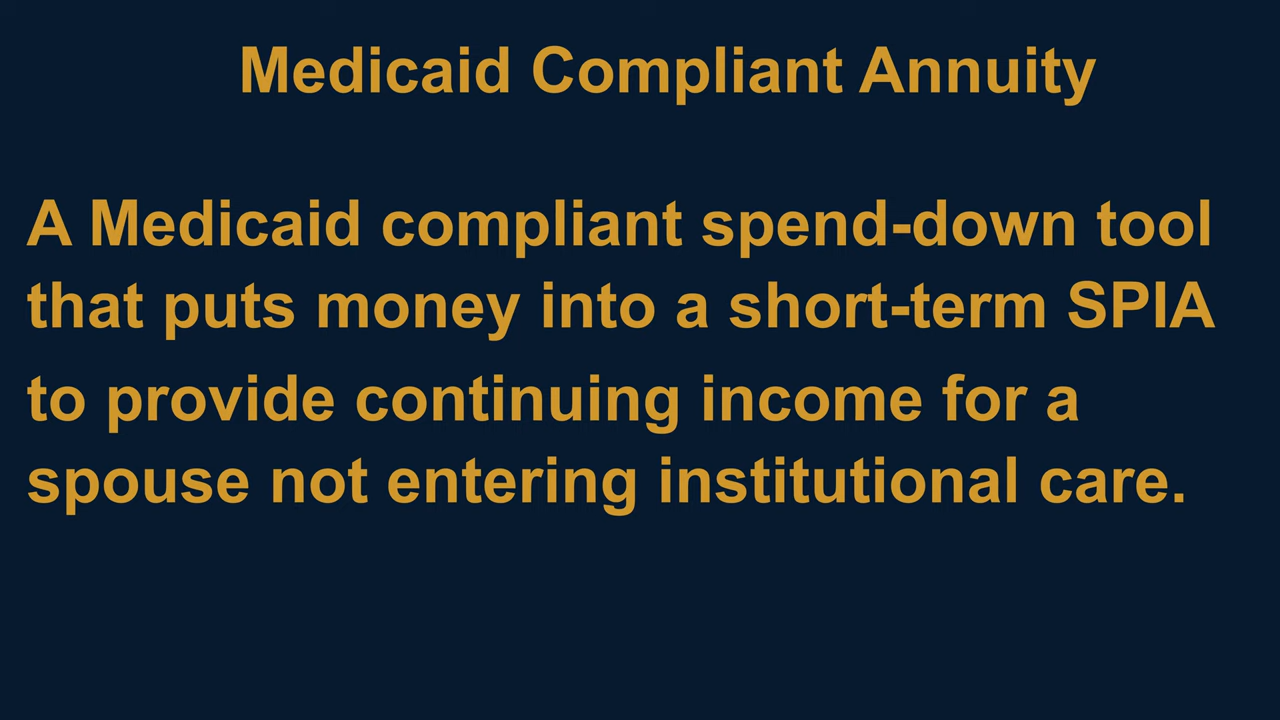 Medicaid Compliant Annuity
A Medicaid compliant spend-down tool
that puts money into a short-term SPIA
to provide continuing income for a
spouse not entering institutional care.